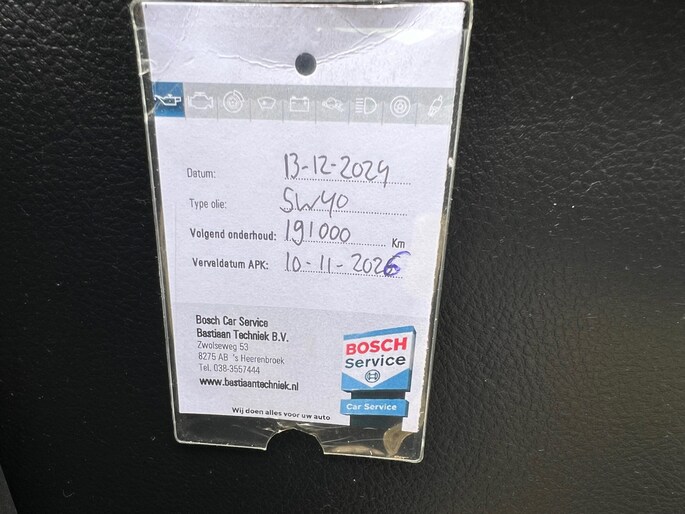 Datum: 13-12-2024
Type olie: 5W40
Volgend onderhoud: 191000 Km
Vervaldatum APK: 10-11-2026
Bosch Car Service
Bastiaan Techniek B.V.
Zwolseweg 53
8275 AB 's Heerenbroek
Tel. 038-3557444
www.bastiaantechniek.nl
BOSCH
Service
Car Service
Wij doen alles voor uw auto